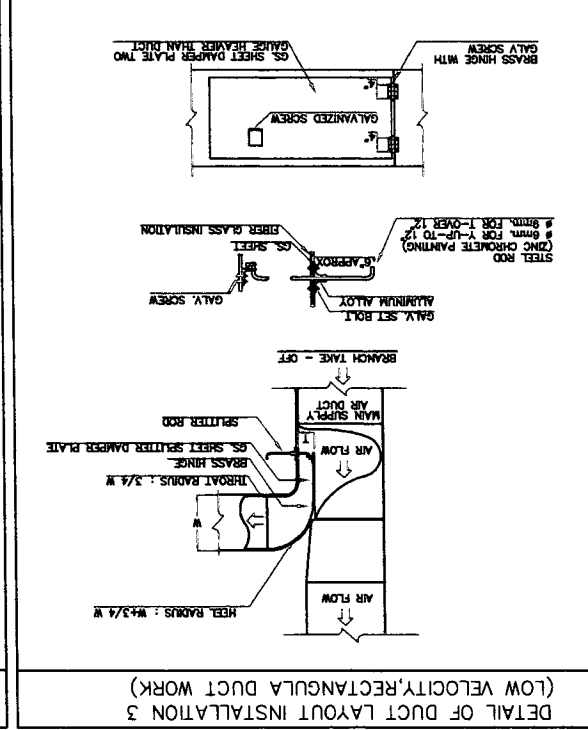 DETAIL OF DUCT LAYOUT INSTALLATION 3
(LOW VELOCITY,RECTANGULA DUCT WORK)
AIR FLOW
HEEL RADIUS : W+3/4 W
W
THROAT RADIUS : 3/4 W
BRASS HINGE
GS. SHEET SPLITTER DAMPER PLATE
SPLITTER ROD
AIR FLOW
T
MAIN SUPPLY
AIR DUCT
BRANCH TAKE - OFF
GALV. SET BOLT
ALUMINUM ALLOY
6" APPROX
GALV. SCREW
GS. SHEET
FIBER GLASS INSULATION
STEEL ROD
(ZINC CHROMETE PAINTING)
ø 6mm. FOR Y-UP-TO 12"
ø 9mm. FOR T-OVER 12"
GALVANIZED SCREW
4"
4"
BRASS HINGE WITH
GALV SCREW
GS. SHEET DAMPER PLATE TWO
GAUGE HEAVIER THAN DUCT